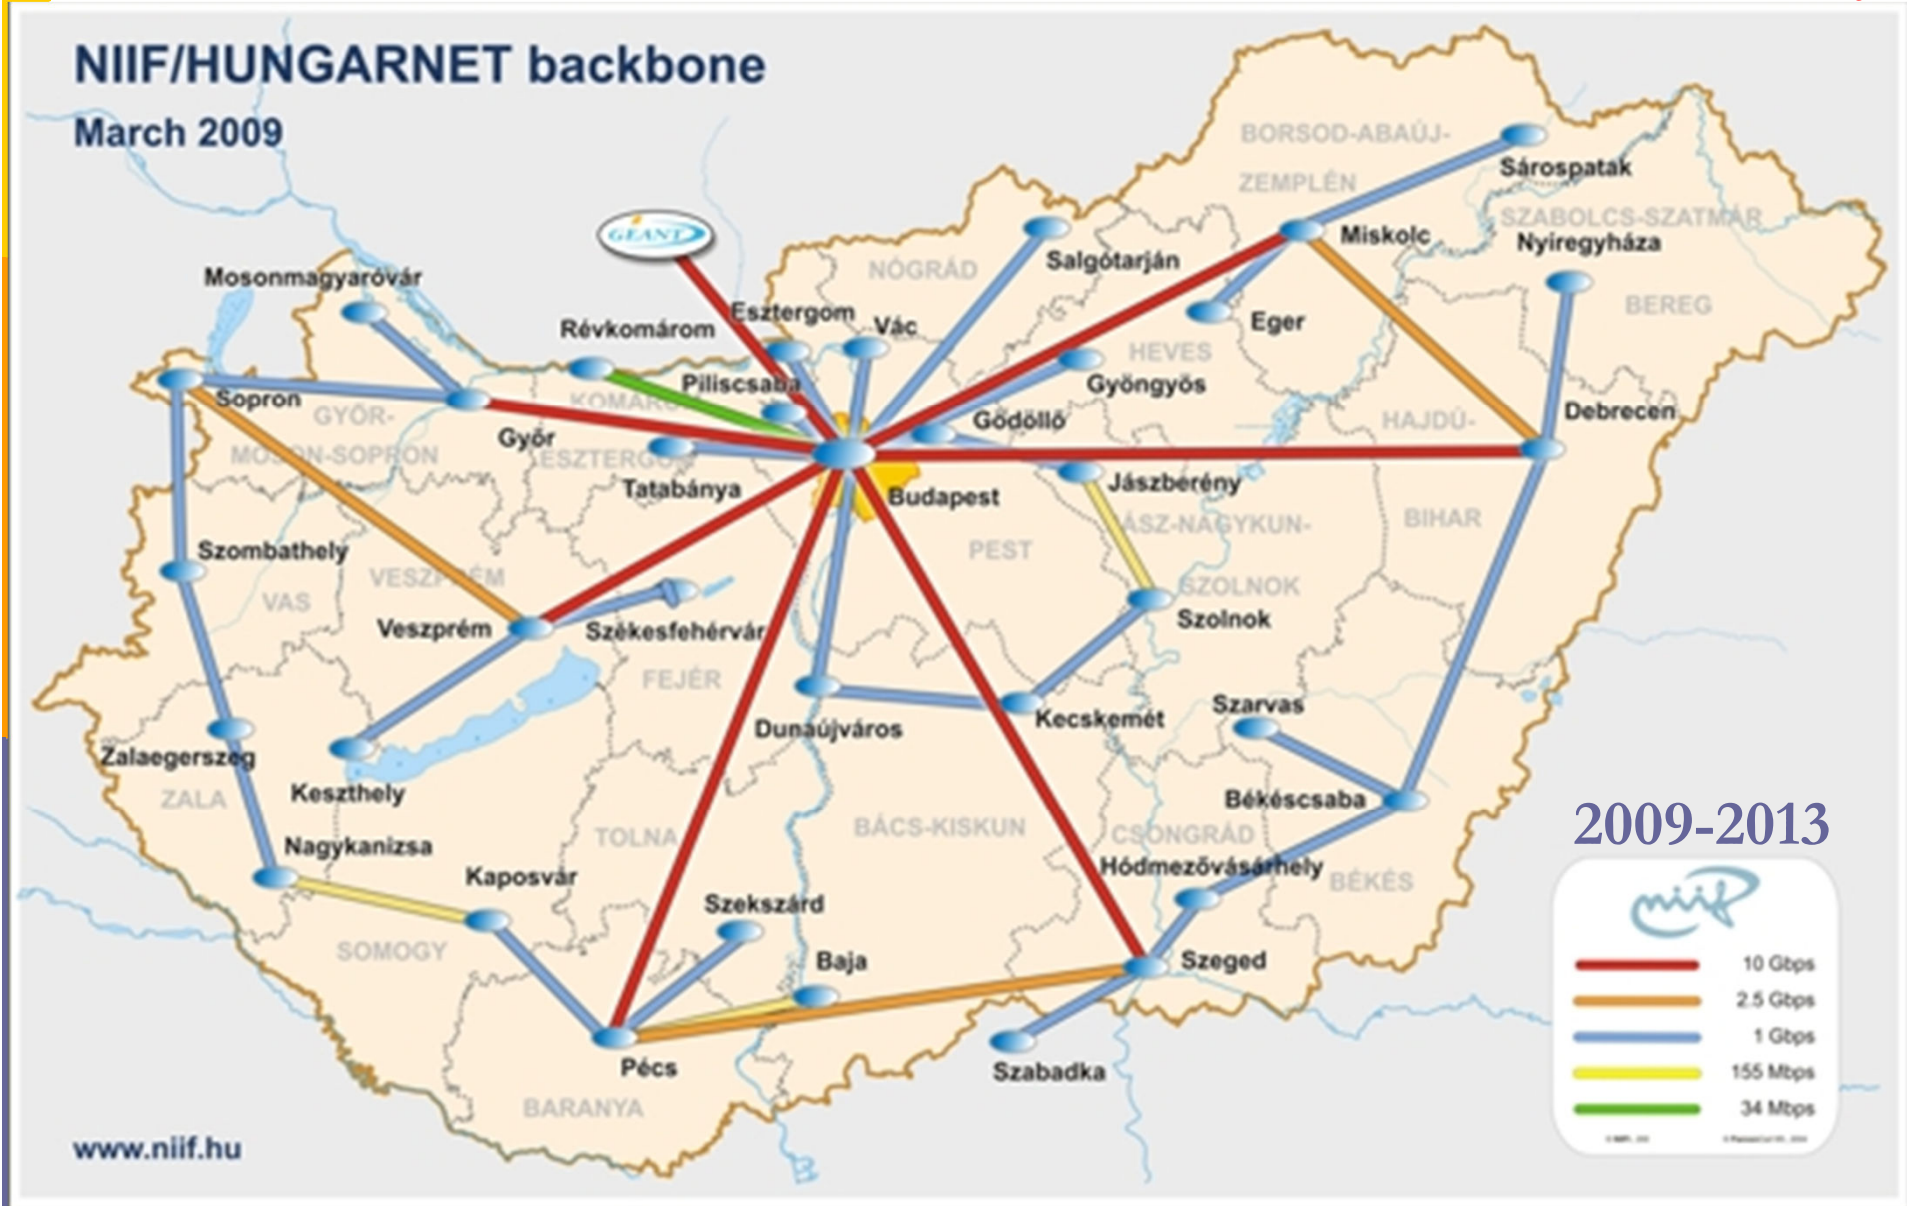 NIIF/HUNGARNET backbone
March 2009
BORSOD-ABAÚJ-
ZEMPLÉN
Sárospatak
SZABOLCS-SZATMÁR
Nyíregyháza
BEREG
Miskolc
Salgótarján
NÓGRÁD
GÉANT
Mosonmagyaróvár
Esztergom
Révkomárom
Vác
Eger
HEVES
Gyöngyös
Piliscsaba
KOMÁROM
Sopron
GYŐR-
MOSON-SOPRON
Győr
ESZTERGOM
Tatabánya
Gödöllő
HAJDÚ-
Debrecen
Budapest
Jászberény
JÁSZ-NAGYKUN-
BIHAR
PEST
SZOLNOK
Szolnok
Szombathely
VESZPRÉM
VAS
Veszprém
Székesfehérvár
FEJÉR
Dunaújváros
Kecskemét
Szarvas
Zalaegerszeg
ZALA
Keszthely
Békéscsaba
TOLNA
BÁCS-KISKUN
CSONGRÁD
Hódmezővásárhely
BÉKÉS
Nagykanizsa
Kaposvár
Szekszárd
SOMOGY
Baja
Szeged
Pécs
Szabadka
BARANYA
www.niif.hu
2009-2013
niif
10 Gbps
2.5 Gbps
1 Gbps
155 Mbps
34 Mbps